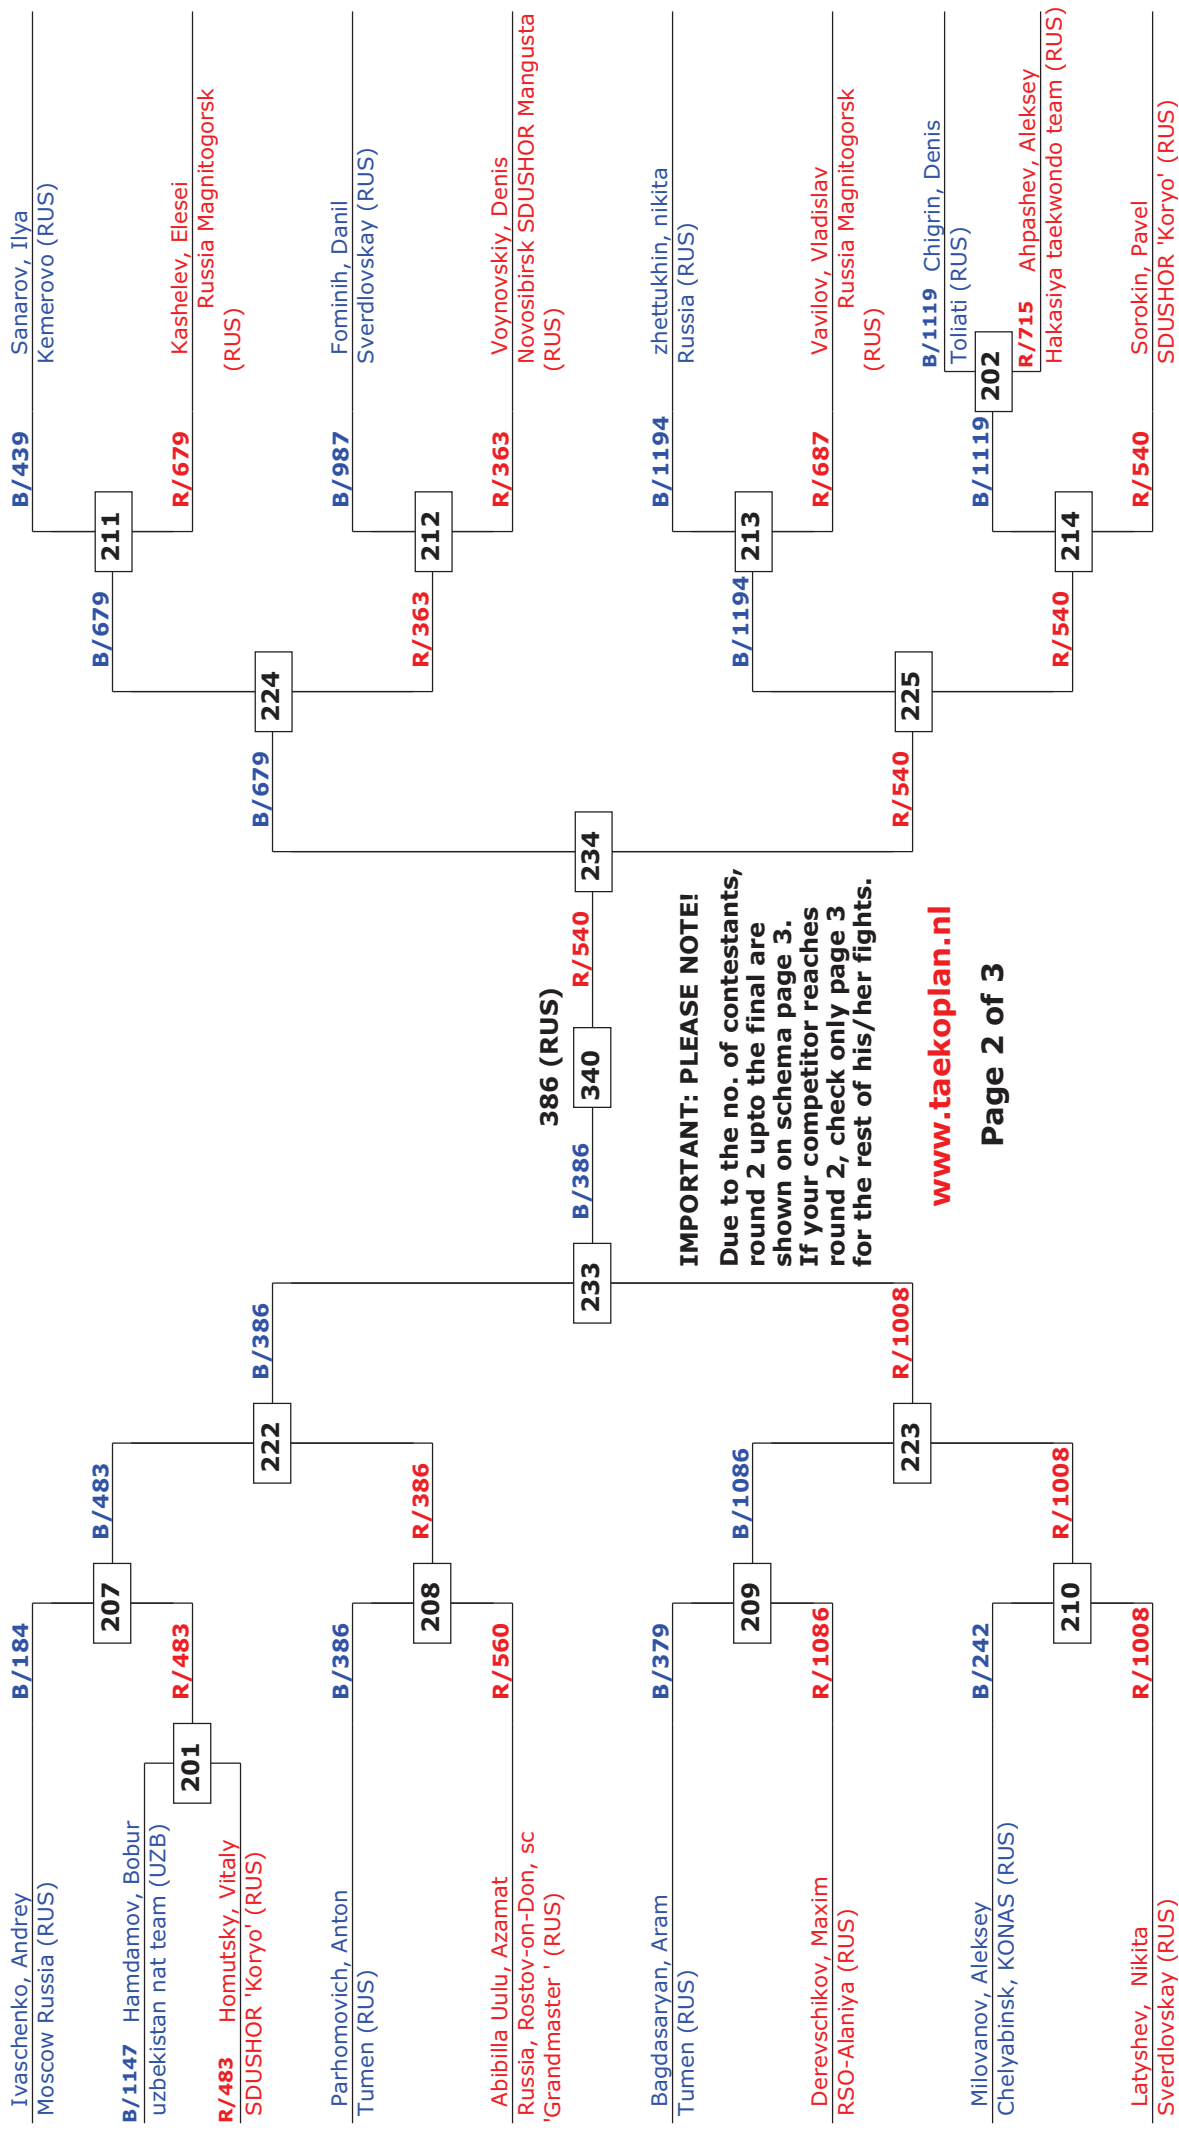 Ivaschenko, Andrey
Moscow Russia (RUS)
B/184
B/1147 Hamdamov, Bobur
uzbekistan nat team (UZB)
R/483 Homutsky, Vitaly
SDUSHOR 'Koryo' (RUS)
201
R/483
207
B/483
Parhomovich, Anton
Tumen (RUS)
B/386
Abibilla Uulu, Azamat
Russia, Rostov-on-Don, sc
'Grandmaster ' (RUS)
R/560
208
R/386
222
B/386
Bagdasaryan, Aram
Tumen (RUS)
B/379
Derevschikov, Maxim
RSO-Alaniya (RUS)
R/1086
209
B/1086
Milovanov, Aleksey
Chelyabinsk, KONAS (RUS)
B/242
Latyshev, Nikita
Sverdlovskay (RUS)
R/1008
210
R/1008
223
R/1008
233
B/386
386 (RUS)
340
R/540
234
IMPORTANT: PLEASE NOTE!
Due to the no. of contestants,
round 2 upto the final are
shown on schema page 3.
If your competitor reaches
round 2, check only page 3
for the rest of his/her fights.
www.taekoplan.nl
Page 2 of 3
B/679
224
B/679
211
B/439
Sanarov, Ilya
Kemerovo (RUS)
R/679
Kashelev, Elesei
Russia Magnitogorsk
(RUS)
R/363
212
B/987
Fominih, Danil
Sverdlovskay (RUS)
R/363
Voynovskiy, Denis
Novosibirsk SDUSHOR Mangusta
(RUS)
R/540
225
B/1194
213
B/1194
zhettukhin, nikita
Russia (RUS)
R/687
Vavilov, Vladislav
Russia Magnitogorsk
(RUS)
R/540
214
B/1119
202
B/1119 Chigrin, Denis
Toliati (RUS)
R/715 Ahpashev, Aleksey
Hakasiya taekwondo team (RUS)
R/540
Sorokin, Pavel
SDUSHOR 'Koryo' (RUS)